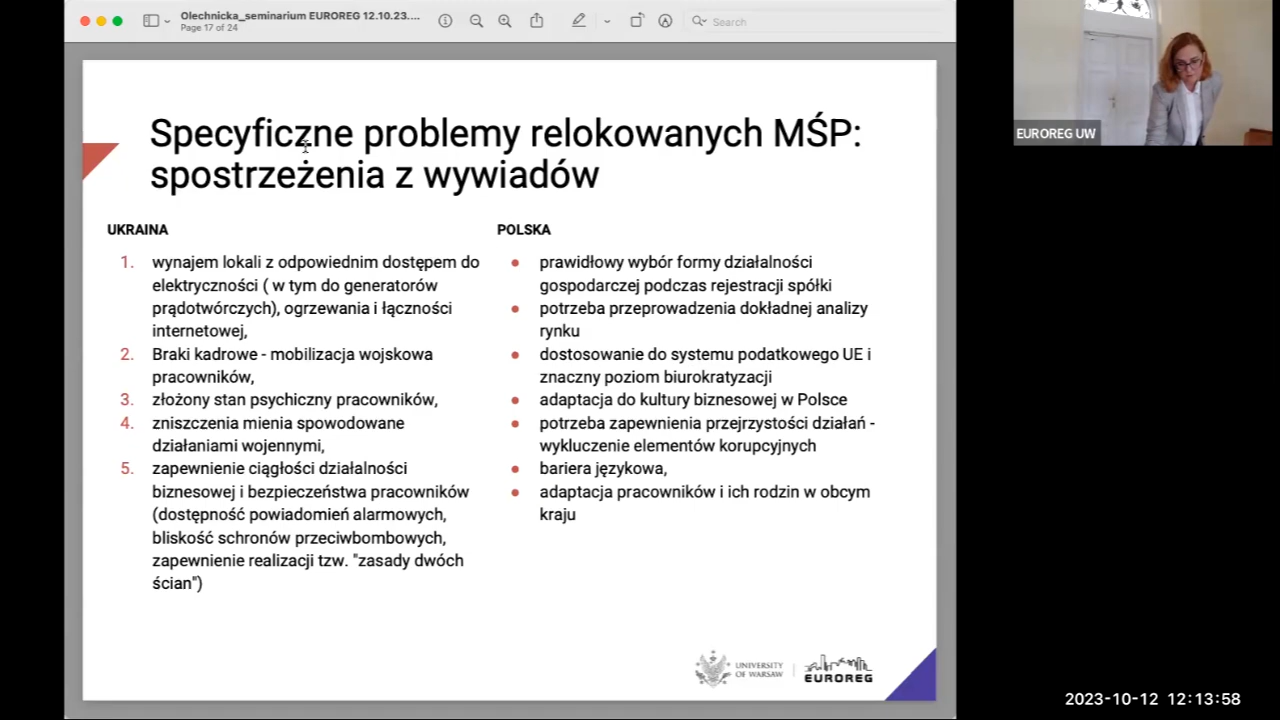 Olechnicka_seminarium EUROREG 12.10.23....
Page 17 of 24
Search
Specyficzne problemy relokowanych MŚP:
spostrzeżenia z wywiadów
UKRAINA
1. wynajem lokali z odpowiednim dostępem do
elektryczności ( w tym do generatorów
prądotwórczych), ogrzewania i łączności
internetowej,
2. Braki kadrowe - mobilizacja wojskowa
pracowników,
3. złożony stan psychiczny pracowników,
4. zniszczenia mienia spowodowane
działaniami wojennymi,
5. zapewnienie ciągłości działalności
biznesowej i bezpieczeństwa pracowników
(dostępność powiadomień alarmowych,
bliskość schronów przeciwbombowych,
zapewnienie realizacji tzw. "zasady dwóch
ścian")
POLSKA
• prawidłowy wybór formy działalności
gospodarczej podczas rejestracji spółki
• potrzeba przeprowadzenia dokładnej analizy
rynku
• dostosowanie do systemu podatkowego UE i
znaczny poziom biurokratyzacji
• adaptacja do kultury biznesowej w Polsce
• potrzeba zapewnienia przejrzystości działań -
wykluczenie elementów korupcyjnych
• bariera językowa,
• adaptacja pracowników i ich rodzin w obcym
kraju
UNIVERSITY
OF WARSAW
EUROREG
EUROREG UW
2023-10-12 12:13:58